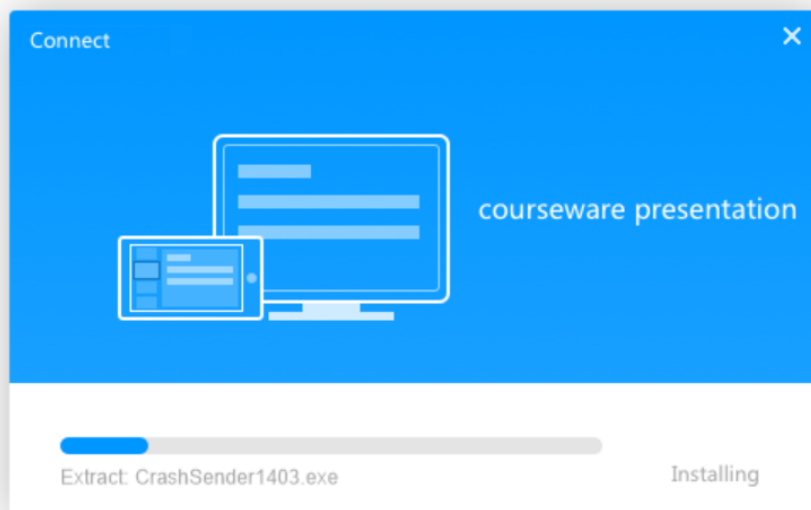 Connect
courseware presentation
Extract: CrashSender1403.exe
Installing